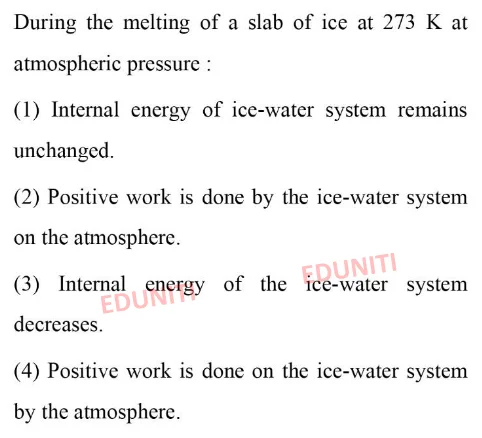 During the melting of a slab of ice at 273 K at
atmospheric pressure :
(1) Internal energy of ice-water system remains
unchanged.
(2) Positive work is done by the ice-water system
on the atmosphere.
EDUNITI
(3) Internal energy of the ice-water system
EDUNITI
decreases.
(4) Positive work is done on the ice-water system
by the atmosphere.